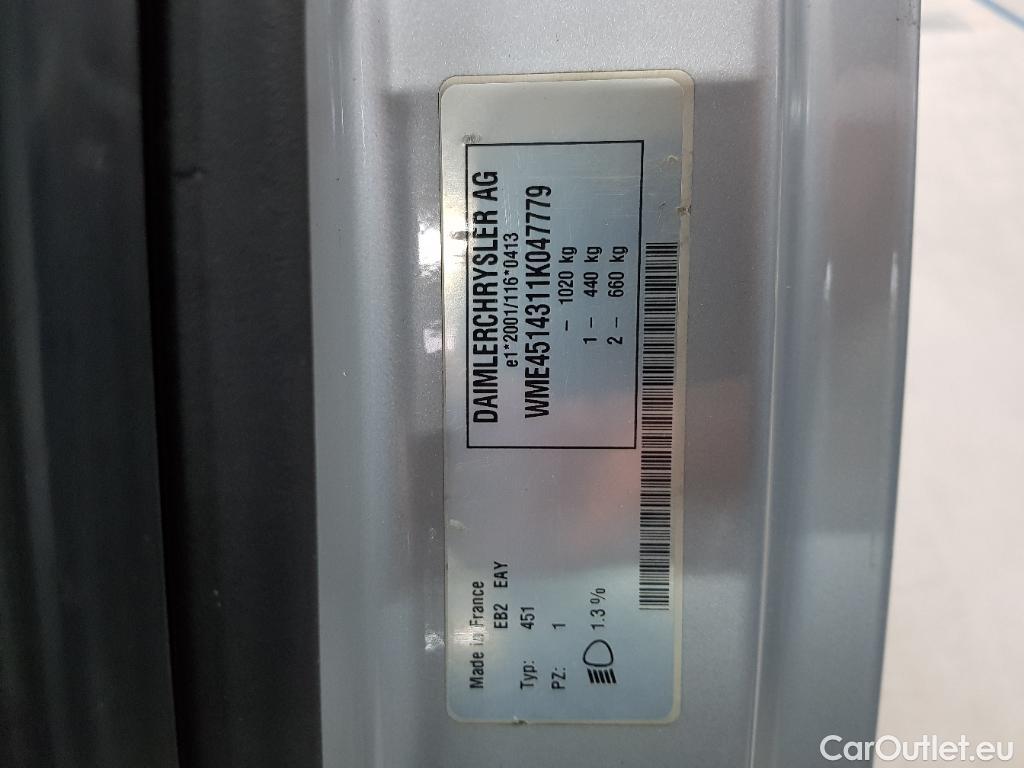 Made in France
EB2 EAY
Typ: 451
PZ: 1
1.3 %
DAIMLERCHRYSLER AG
e1*2001/116*0413
WME4514311K047779
1 – 1020 kg
1 – 440 kg
2 – 660 kg
CarOutlet.eu